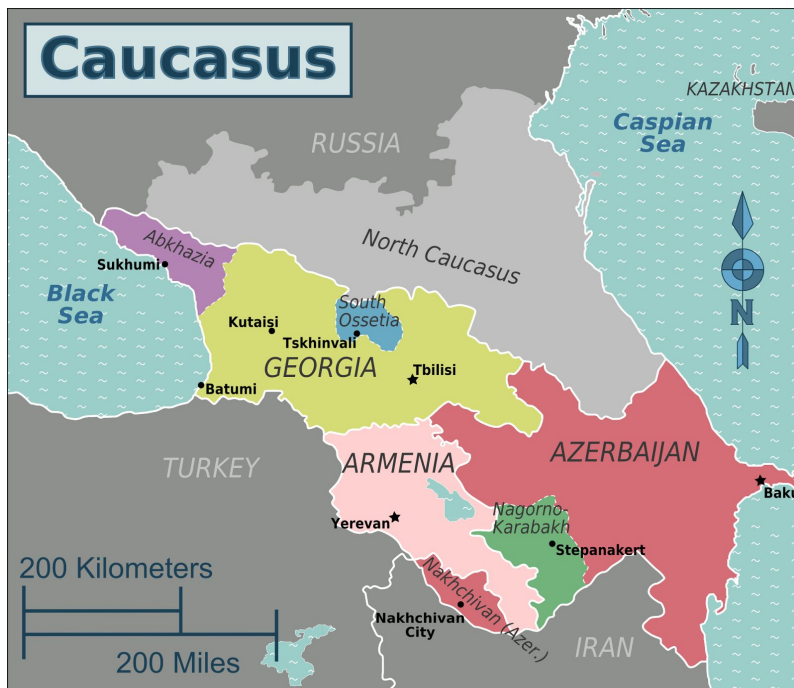 Caucasus
KAZAKHSTAN
RUSSIA
Caspian
Sea
North Caucasus
Abkhazia
Sukhumi
Black
Sea
South
Ossetia
Kutaisi
Tskhinvali
N
GEORGIA
Tbilisi
Batumi
AZERBAIJAN
ARMENIA
TURKEY
Baku
Nagorno-
Karabakh
Yerevan
Stepanakert
Nakhchivan (Azer.)
200 Kilometers
Nakhchivan
City
IRAN
200 Miles